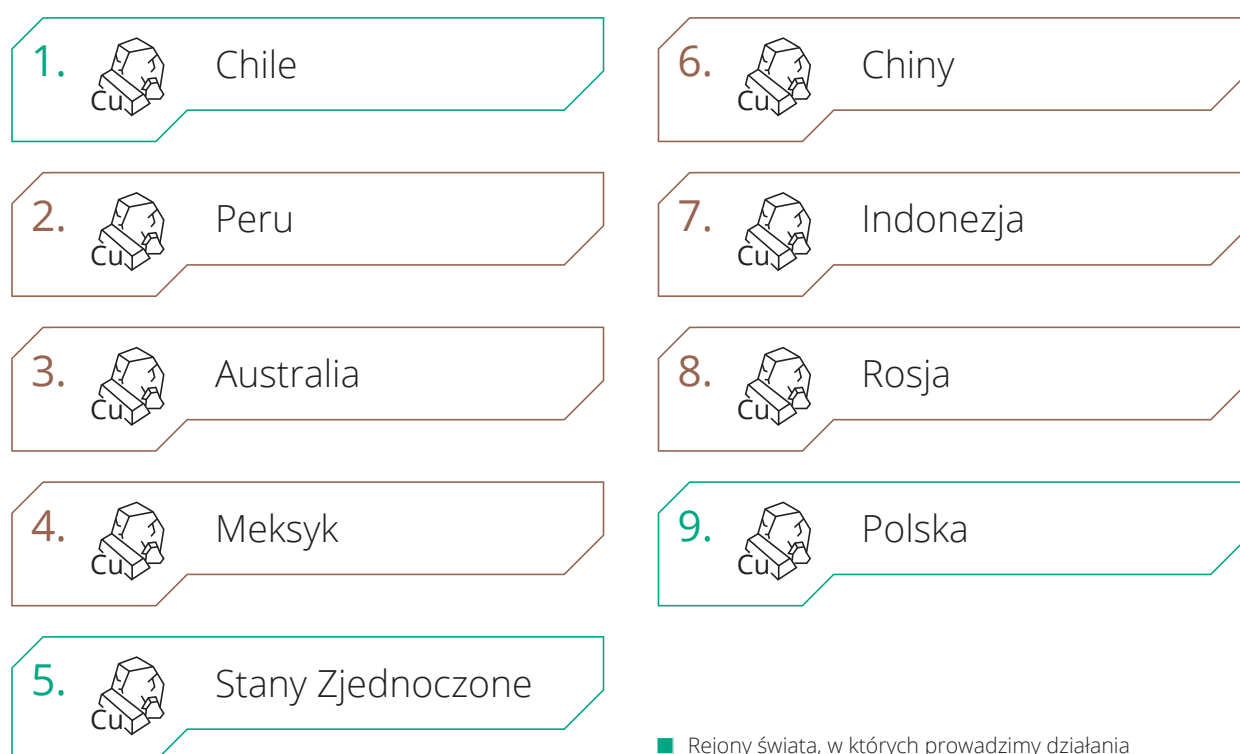 1. Cu Chile
2. Cu Peru
3. Cu Australia
4. Cu Meksyk
5. Cu Stany Zjednoczone
6. Cu Chiny
7. Cu Indonezja
8. Cu Rosja
9. Cu Polska
Rejony świata, w których prowadzimy działania